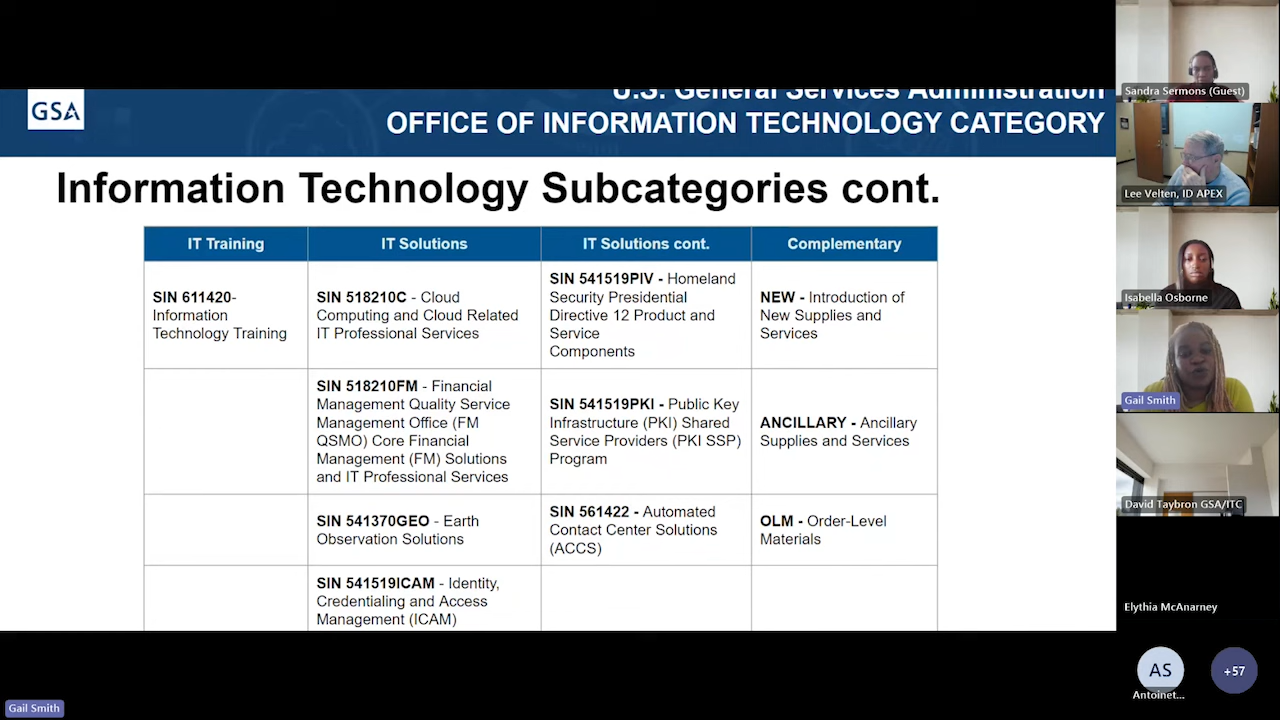 U.S. General Services Administration
GSA
OFFICE OF INFORMATION TECHNOLOGY CATEGORY
Information Technology Subcategories cont.
IT Training
IT Solutions
IT Solutions cont.
Complementary
SIN 611420-
Information
Technology Training
SIN 518210C - Cloud
Computing and Cloud Related
IT Professional Services
SIN 541519PIV - Homeland
Security Presidential
Directive 12 Product and
Service
Components
NEW - Introduction of
New Supplies and
Services
SIN 518210FM - Financial
Management Quality Service
Management Office (FM
QSMO) Core Financial
Management (FM) Solutions
and IT Professional Services
SIN 541519PKI - Public Key
Infrastructure (PKI) Shared
Service Providers (PKI SSP)
Program
ANCILLARY - Ancillary
Supplies and Services
SIN 541370GEO - Earth
Observation Solutions
SIN 561422 - Automated
Contact Center Solutions
(ACCS)
OLM - Order-Level
Materials
SIN 541519ICAM - Identity,
Credentialing and Access
Management (ICAM)
Sandra Sermons (Guest)
Lee Velten, ID APEX
Isabella Osborne
Gail Smith
David Taybron GSA/ITC
Elythia McAnarney
AS
Antoinet...
+57
Gail Smith